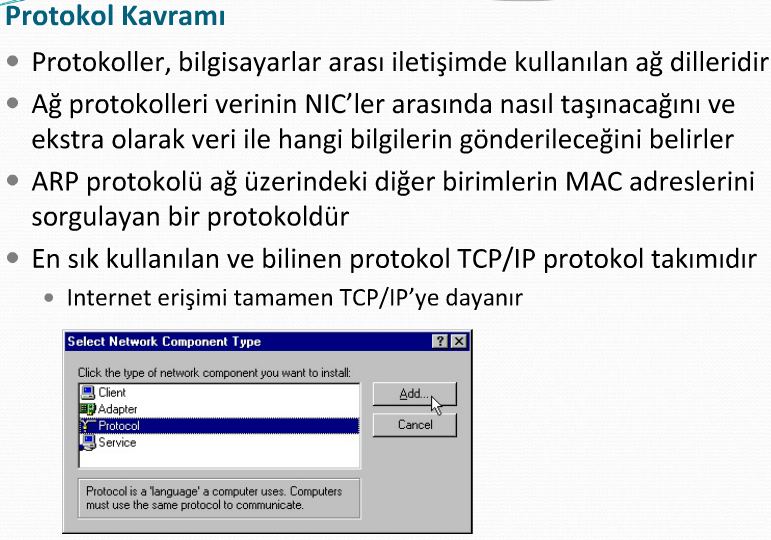 Protokol Kavramı
• Protokoller, bilgisayarlar arası iletişimde kullanılan ağ dilleridir
• Ağ protokolleri verinin NIC’ler arasında nasıl taşınacağını ve
ekstra olarak veri ile hangi bilgilerin gönderileceğini belirler
• ARP protokolü ağ üzerindeki diğer birimlerin MAC adreslerini
sorgulayan bir protokoldür
• En sık kullanılan ve bilinen protokol TCP/IP protokol takımıdır
• Internet erişimi tamamen TCP/IP’ye dayanır
Select Network Component Type
Click the type of network component you want to install:
Client
Adapter
Protocol
Service
Add...
Cancel
Protocol is a 'language' a computer uses. Computers
must use the same protocol to communicate.